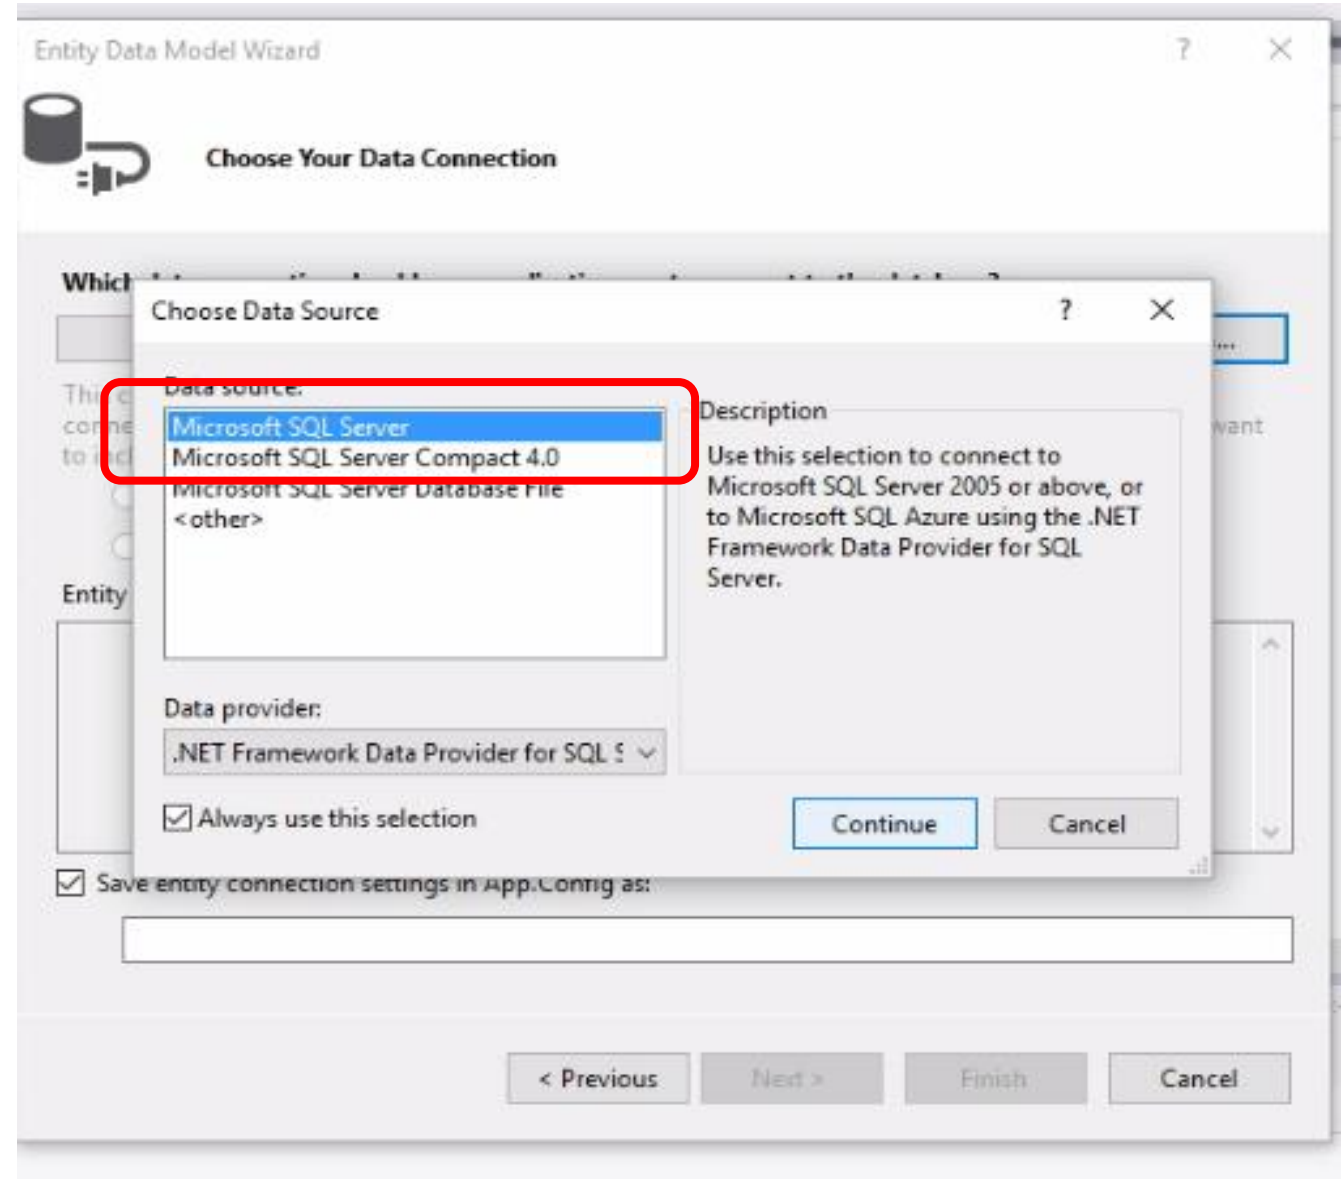 Entity Data Model Wizard
?
Choose Your Data Connection
Which
Choose Data Source
?
...
Data source:
Microsoft SQL Server
Microsoft SQL Server Compact 4.0
Microsoft SQL Server Database File
<other>
Description
Use this selection to connect to
Microsoft SQL Server 2005 or above, or
to Microsoft SQL Azure using the .NET
Framework Data Provider for SQL
Server.
want
to
Entity
Data provider:
.NET Framework Data Provider for SQL S
Always use this selection
Continue
Cancel
Save entity connection settings in App.Config as:
< Previous
Next >
Finish
Cancel